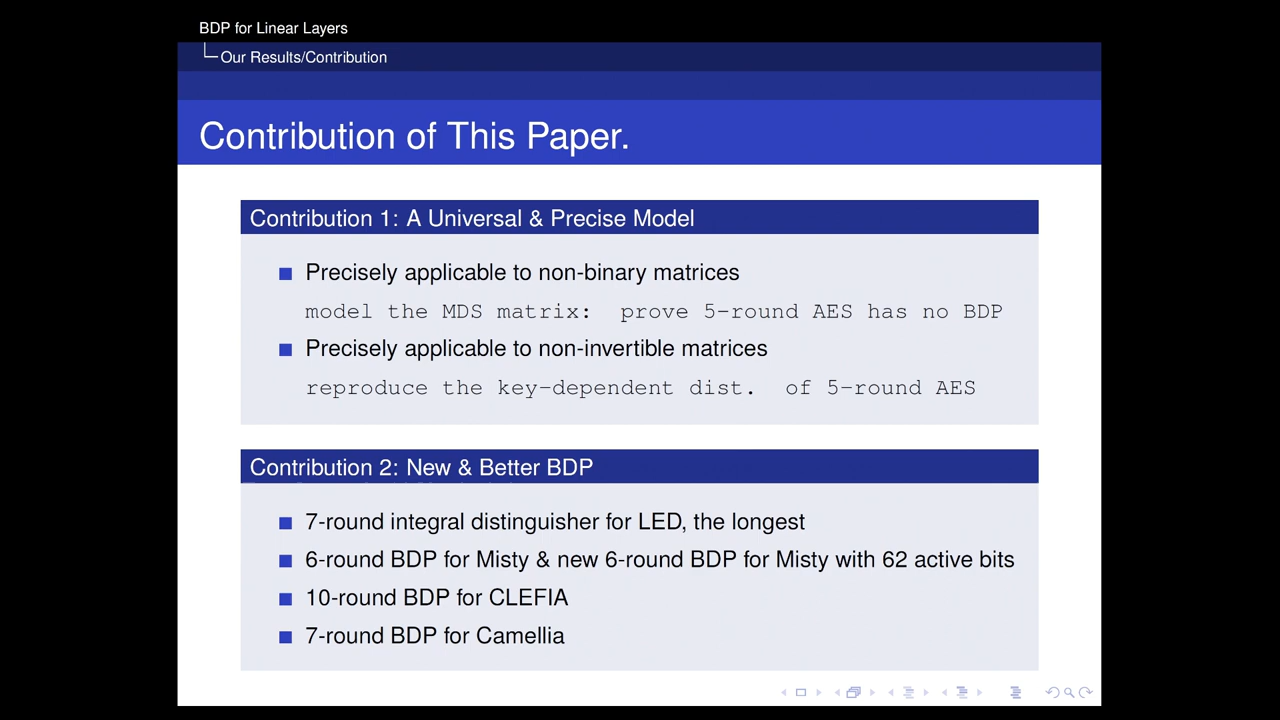 BDP for Linear Layers
Our Results/Contribution
Contribution of This Paper.
Contribution 1: A Universal & Precise Model
Precisely applicable to non-binary matrices
model the MDS matrix: prove 5-round AES has no BDP
Precisely applicable to non-invertible matrices
reproduce the key-dependent dist. of 5-round AES
Contribution 2: New & Better BDP
7-round integral distinguisher for LED, the longest
6-round BDP for Misty & new 6-round BDP for Misty with 62 active bits
10-round BDP for CLEFIA
7-round BDP for Camellia